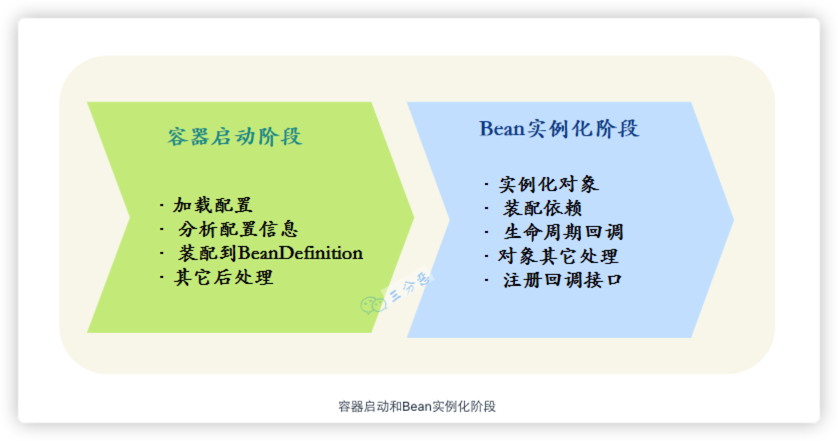 容器启动阶段
· 加载配置
· 分析配置信息
· 装配到BeanDefinition
· 其它后处理
Bean实例化阶段
· 实例化对象
· 装配依赖
· 生命周期回调
· 对象其它处理
· 注册回调接口
三分恶
容器启动和Bean实例化阶段